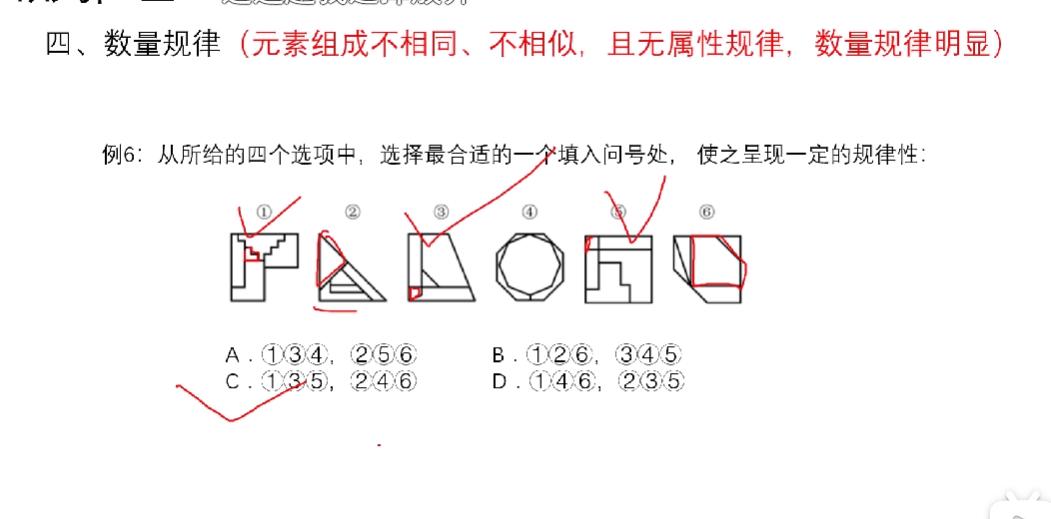 四、数量规律（元素组成不相同、不相似，且无属性规律，数量规律明显）
例6：从所给的四个选项中，选择最合适的一个填入问号处， 使之呈现一定的规律性：
① ② ③ ④ ⑤ ⑥
A．①③④，②⑤⑥ B．①②⑥，③④⑤
C．①③⑤，②④⑥ D．①④⑥，②③⑤